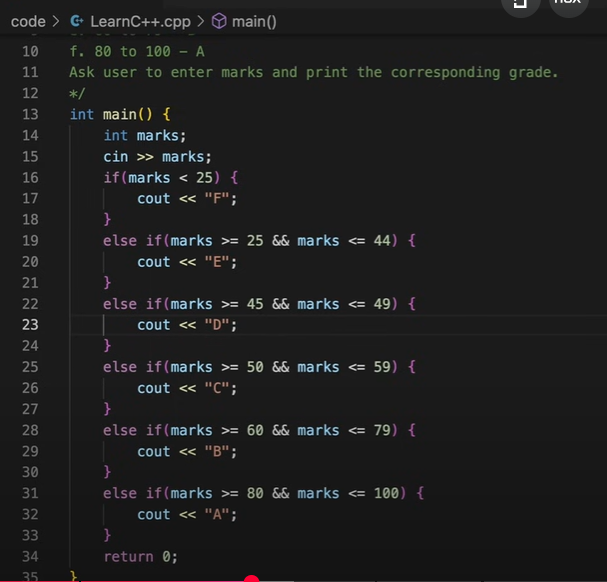 code > LearnC++.cpp > main()
10 f. 80 to 100 – A
11 Ask user to enter marks and print the corresponding grade.
12 */
13 int main() {
14     int marks;
15     cin >> marks;
16     if(marks < 25) {
17         cout << "F";
18     }
19     else if(marks >= 25 && marks <= 44) {
20         cout << "E";
21     }
22     else if(marks >= 45 && marks <= 49) {
23         cout << "D";
24     }
25     else if(marks >= 50 && marks <= 59) {
26         cout << "C";
27     }
28     else if(marks >= 60 && marks <= 79) {
29         cout << "B";
30     }
31     else if(marks >= 80 && marks <= 100) {
32         cout << "A";
33     }
34     return 0;
35 }